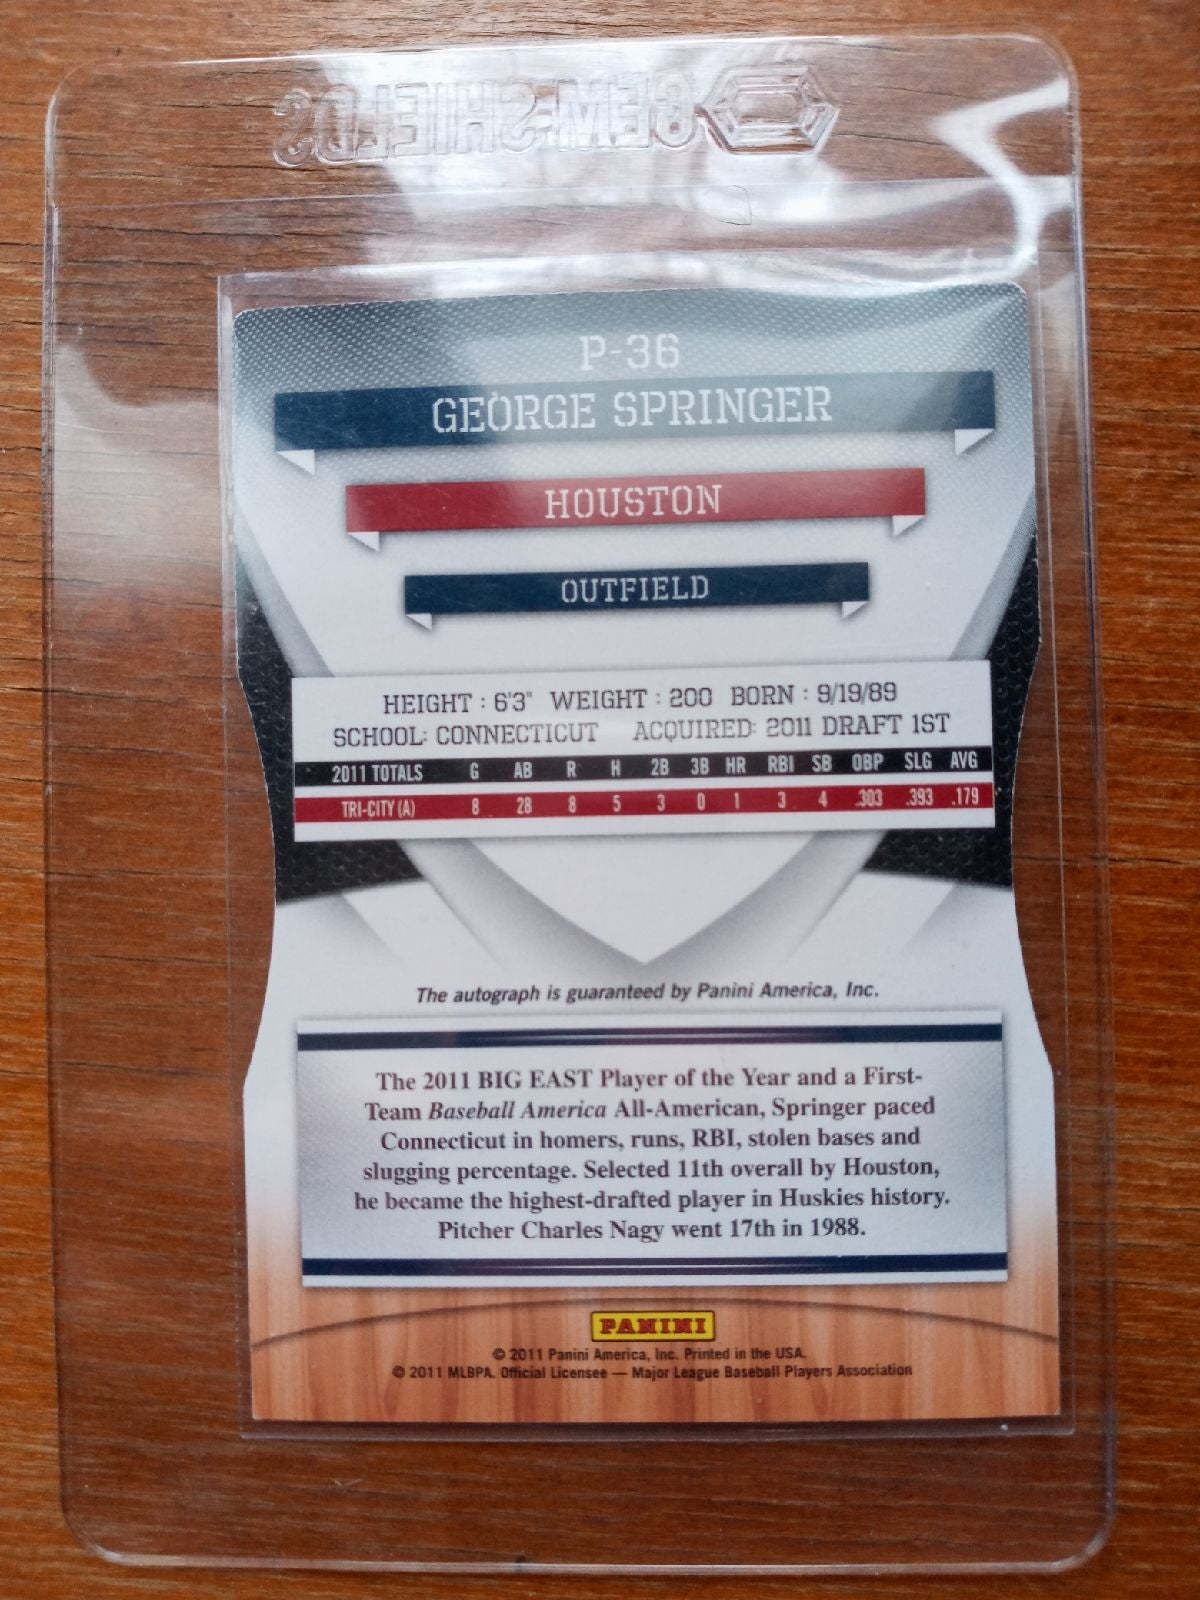 GEM-SHIELDS
P-36
GEORGE SPRINGER
HOUSTON
OUTFIELD
HEIGHT : 6'3" WEIGHT : 200 BORN : 9/19/89
SCHOOL: CONNECTICUT ACQUIRED: 2011 DRAFT 1ST
2011 TOTALS G AB R H 2B 3B HR RBI SB OBP SLG AVG
TRI-CITY (A) 8 28 8 5 3 0 1 3 4 .303 .393 .179
The autograph is guaranteed by Panini America, Inc.
The 2011 BIG EAST Player of the Year and a First-
Team Baseball America All-American, Springer paced
Connecticut in homers, runs, RBI, stolen bases and
slugging percentage. Selected 11th overall by Houston,
he became the highest-drafted player in Huskies history.
Pitcher Charles Nagy went 17th in 1988.
PANINI
© 2011 Panini America, Inc. Printed in the USA.
© 2011 MLBPA. Official Licensee — Major League Baseball Players Association